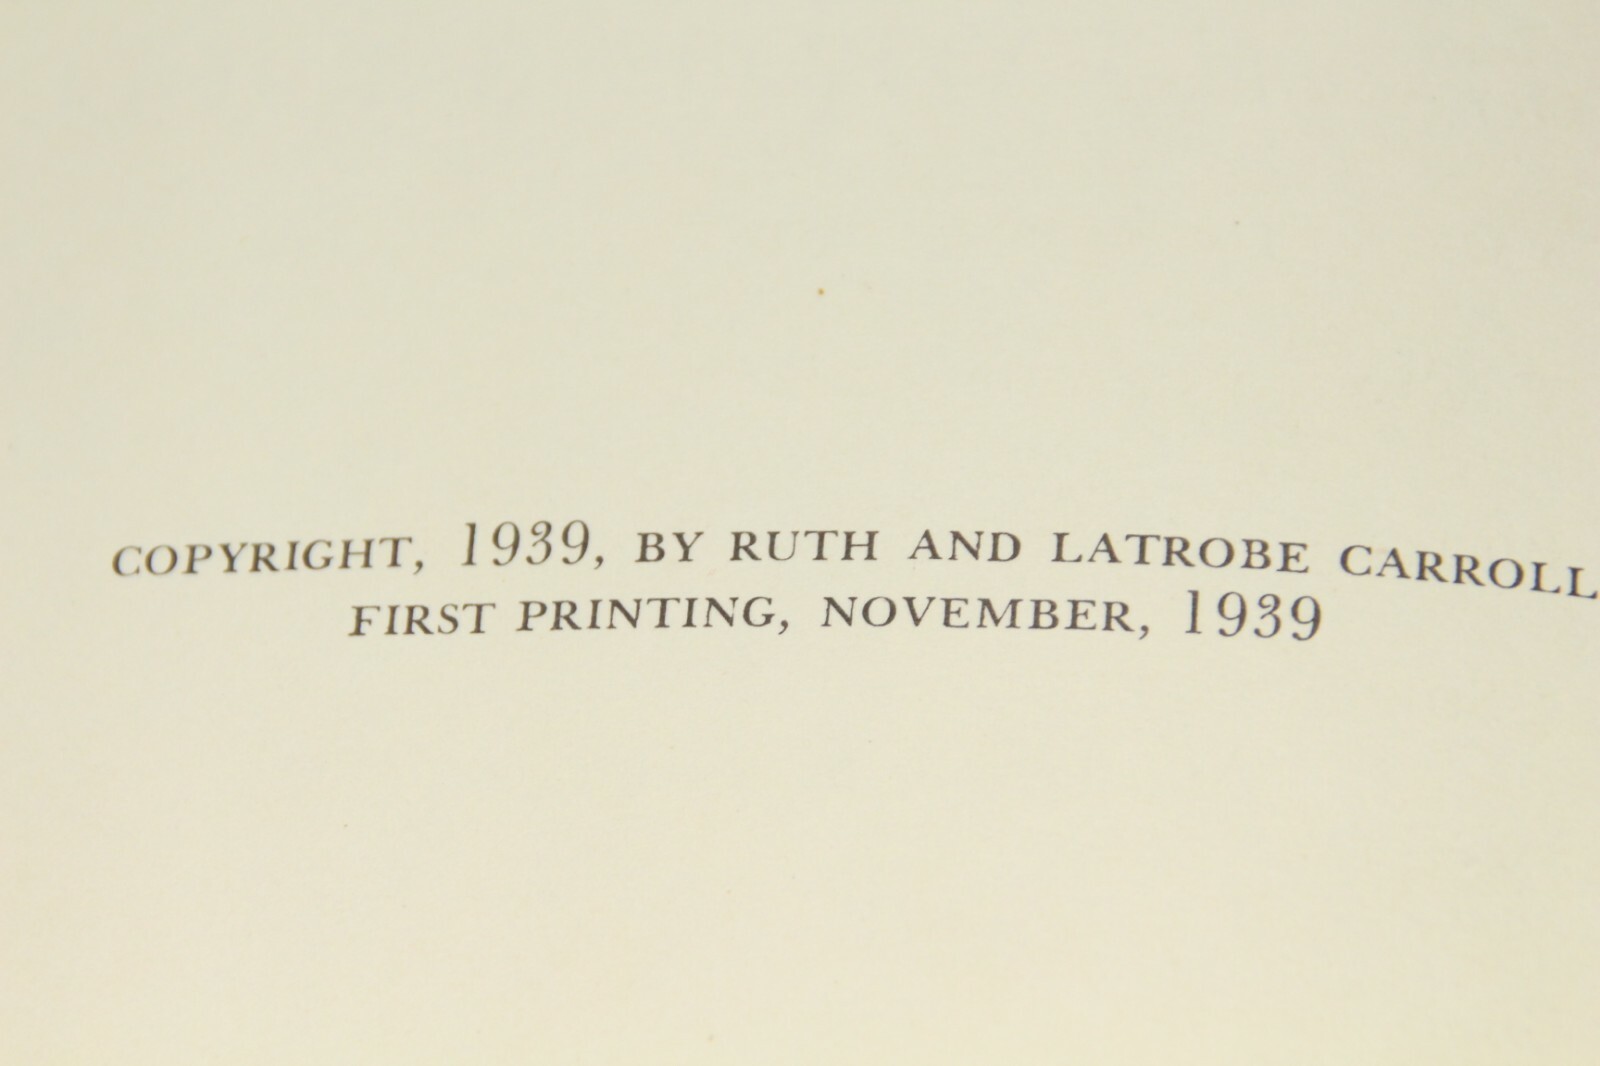 COPYRIGHT, 1939, BY RUTH AND LATROBE CARROLL
FIRST PRINTING, NOVEMBER, 1939